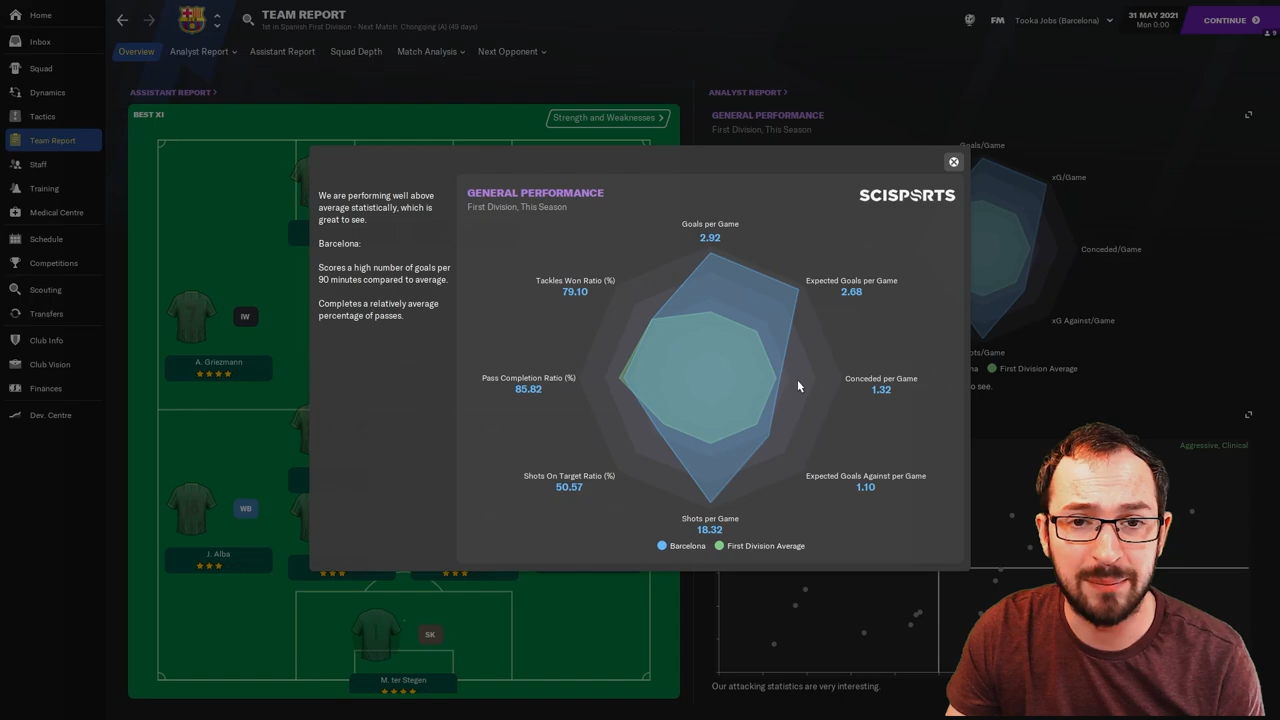 Home
Inbox
Squad
Dynamics
Tactics
Team Report
Staff
Training
Medical Centre
Schedule
Competitions
Scouting
Transfers
Club Info
Club Vision
Finances
Dev. Centre
TEAM REPORT
1st in Spanish First Division - Next Match: Chongqing (A) (49 days)
FM
Tooka Jobs (Barcelona)
31 MAY 2021
Mon 0:00
CONTINUE
9
Overview
Analyst Report
Assistant Report
Squad Depth
Match Analysis
Next Opponent
ASSISTANT REPORT >
BEST XI
Strength and Weaknesses
IW
A. Griezmann
WB
J. Alba
SK
M. ter Stegen
ANALYST REPORT >
GENERAL PERFORMANCE
First Division, This Season
Goals/Game
xG/Game
Conceded/Game
xG Against/Game
First Division Average
Aggressive, Clinical
Our attacking statistics are very interesting.
We are performing well above
average statistically, which is
great to see.
Barcelona:
Scores a high number of goals per
90 minutes compared to average.
Completes a relatively average
percentage of passes.
GENERAL PERFORMANCE
First Division, This Season
SCISPORTS
Goals per Game
2.92
Tackles Won Ratio (%)
79.10
Expected Goals per Game
2.68
Pass Completion Ratio (%)
85.82
Conceded per Game
1.32
Shots On Target Ratio (%)
50.57
Expected Goals Against per Game
1.10
Shots per Game
18.32
Barcelona
First Division Average